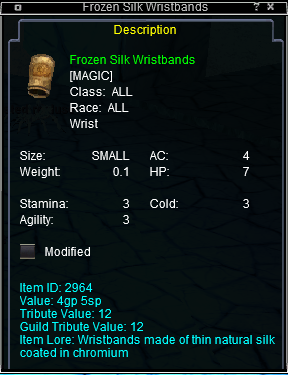 Frozen Silk Wristbands ? ×
Description
Frozen Silk Wristbands
[MAGIC]
Class: ALL
Race: ALL
Wrist
Size: SMALL AC: 4
Weight: 0.1 HP: 7
Stamina: 3 Cold: 3
Agility: 3
Modified
Item ID: 2964
Value: 4gp 5sp
Tribute Value: 12
Guild Tribute Value: 12
Item Lore: Wristbands made of thin natural silk
coated in chromium